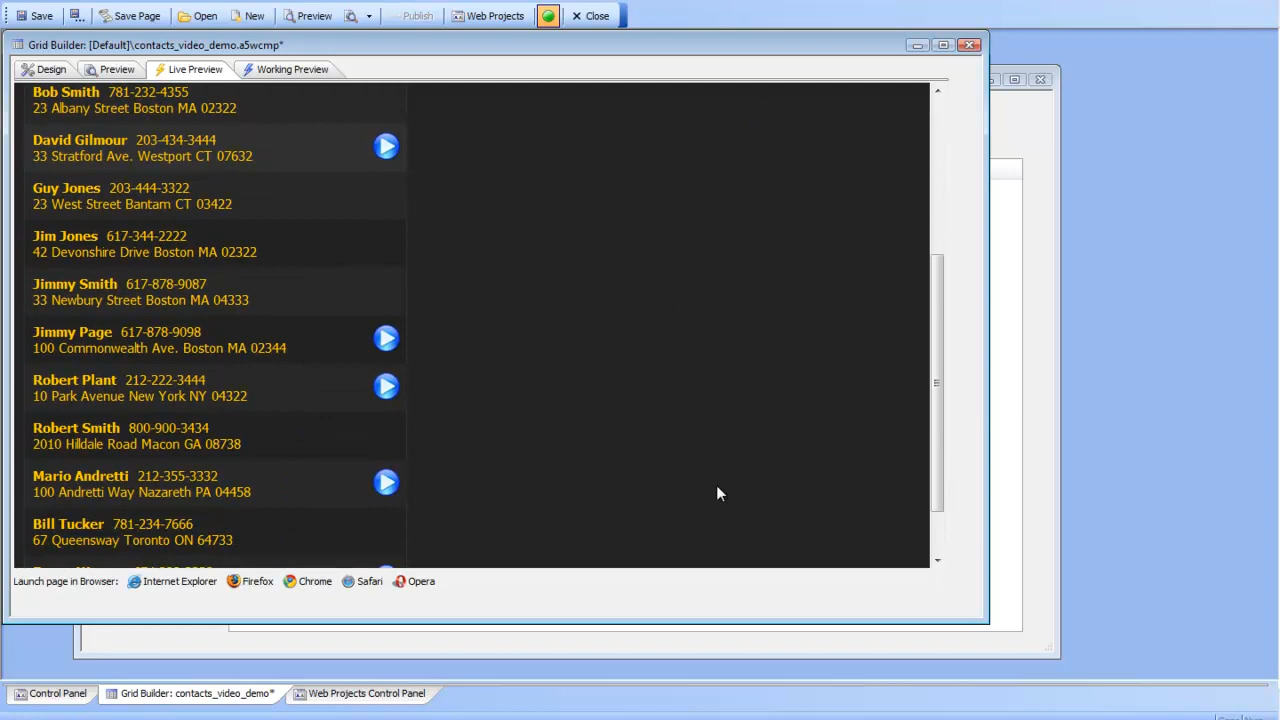 Save Save Page Open New Preview Publish Web Projects Close
Grid Builder: [Default]\contacts_video_demo.a5wcmp*
Design Preview Live Preview Working Preview
Bob Smith 781-232-4355
23 Albany Street Boston MA 02322
David Gilmour 203-434-3444
33 Stratford Ave. Westport CT 07632
Guy Jones 203-444-3322
23 West Street Bantam CT 03422
Jim Jones 617-344-2222
42 Devonshire Drive Boston MA 02322
Jimmy Smith 617-878-9087
33 Newbury Street Boston MA 04333
Jimmy Page 617-878-9098
100 Commonwealth Ave. Boston MA 02344
Robert Plant 212-222-3444
10 Park Avenue New York NY 04322
Robert Smith 800-900-3434
2010 Hilldale Road Macon GA 08738
Mario Andretti 212-355-3332
100 Andretti Way Nazareth PA 04458
Bill Tucker 781-234-7666
67 Queensway Toronto ON 64733
Launch page in Browser: Internet Explorer Firefox Chrome Safari Opera
Control Panel Grid Builder: contacts_video_demo* Web Projects Control Panel